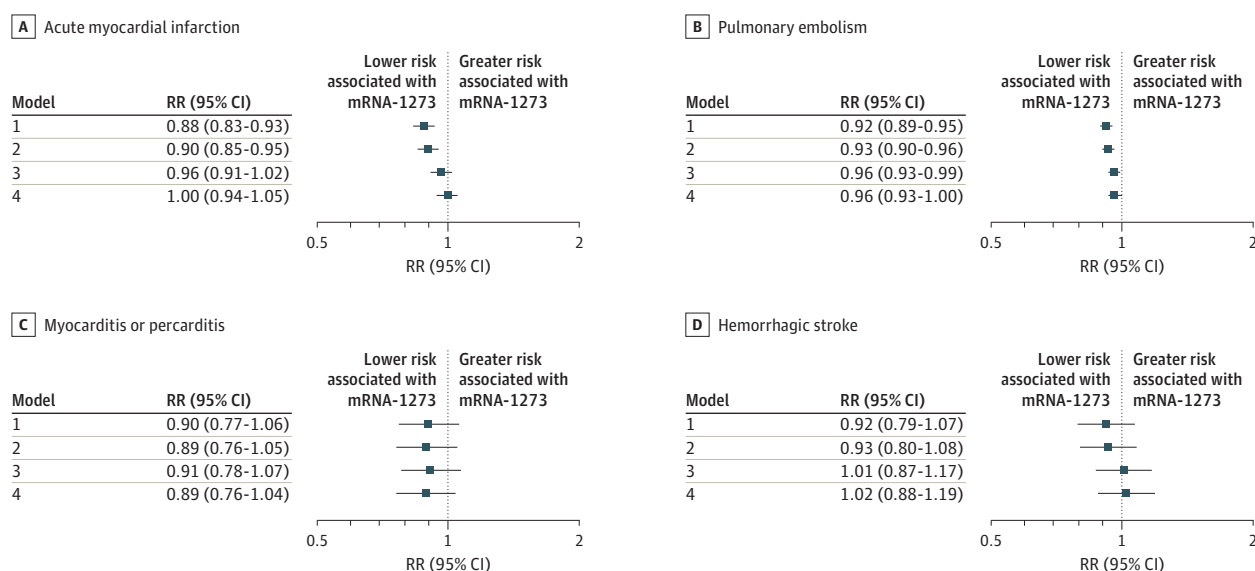 A Acute myocardial infarction
Lower risk
associated with
mRNA-1273
Greater risk
associated with
mRNA-1273
Model RR (95% CI)
1 0.88 (0.83-0.93)
2 0.90 (0.85-0.95)
3 0.96 (0.91-1.02)
4 1.00 (0.94-1.05)
0.5 1 2
RR (95% CI)
B Pulmonary embolism
Lower risk
associated with
mRNA-1273
Greater risk
associated with
mRNA-1273
Model RR (95% CI)
1 0.92 (0.89-0.95)
2 0.93 (0.90-0.96)
3 0.96 (0.93-0.99)
4 0.96 (0.93-1.00)
0.5 1 2
RR (95% CI)
C Myocarditis or percarditis
Lower risk
associated with
mRNA-1273
Greater risk
associated with
mRNA-1273
Model RR (95% CI)
1 0.90 (0.77-1.06)
2 0.89 (0.76-1.05)
3 0.91 (0.78-1.07)
4 0.89 (0.76-1.04)
0.5 1 2
RR (95% CI)
D Hemorrhagic stroke
Lower risk
associated with
mRNA-1273
Greater risk
associated with
mRNA-1273
Model RR (95% CI)
1 0.92 (0.79-1.07)
2 0.93 (0.80-1.08)
3 1.01 (0.87-1.17)
4 1.02 (0.88-1.19)
0.5 1 2
RR (95% CI)